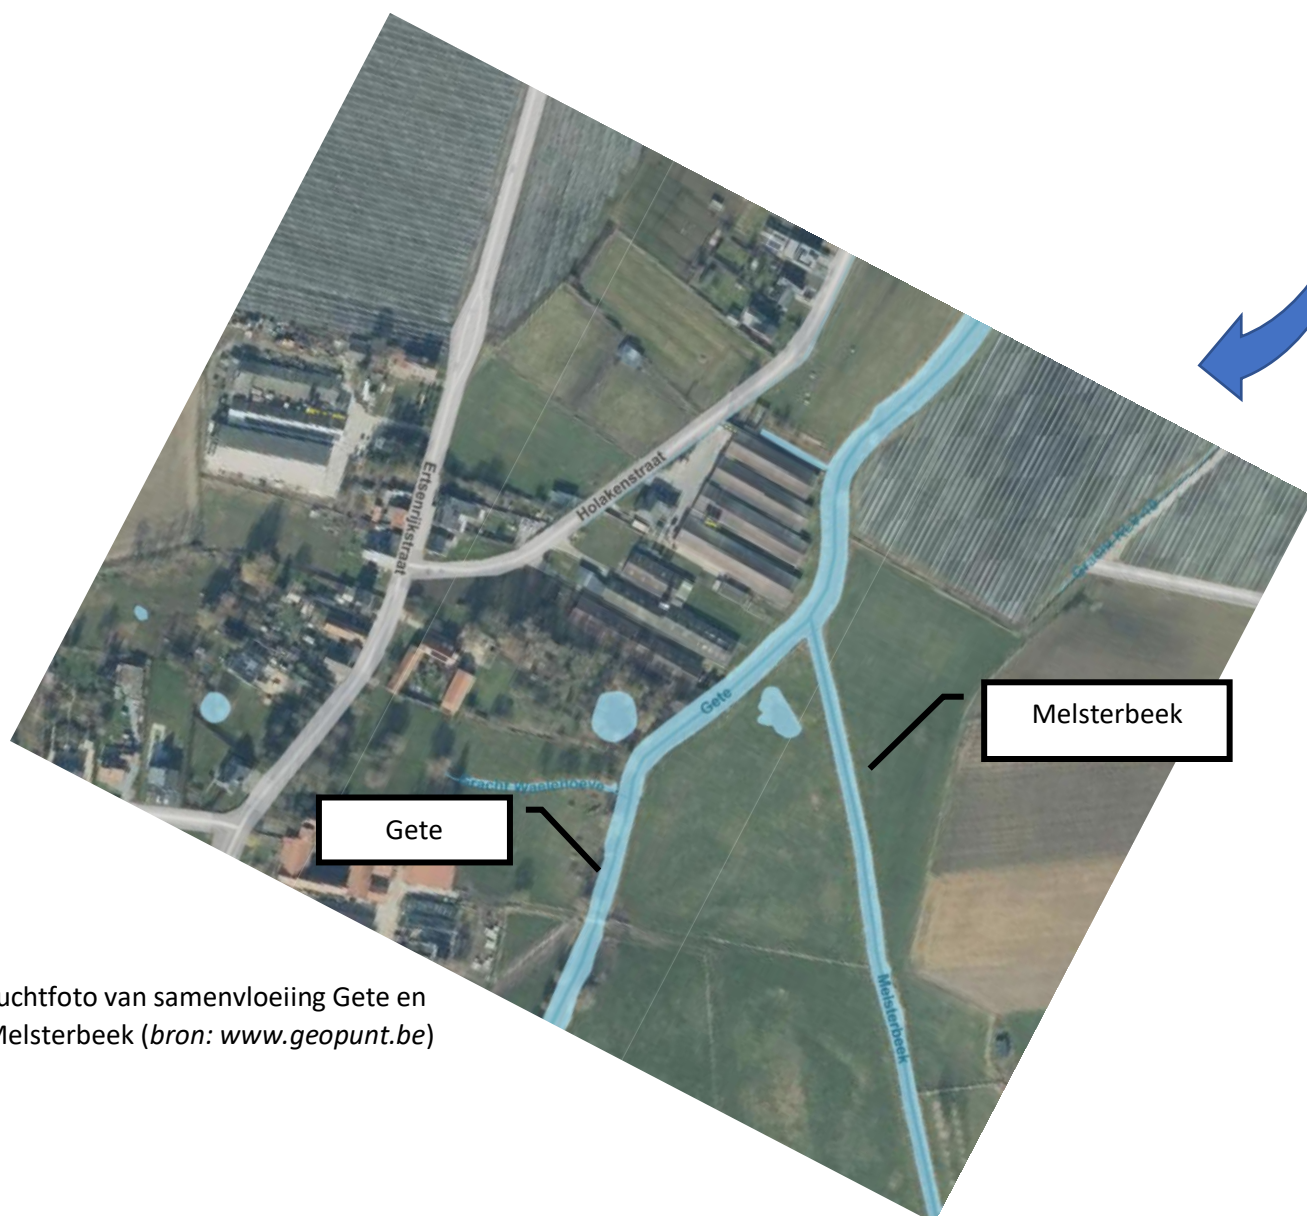 Ertsenrijkstraat
Holakenstraat
Gete
Melsterbeek
Gete
Melsterbeek
uchtfoto van samenvloeiing Gete en
Melsterbeek (bron: www.geopunt.be)